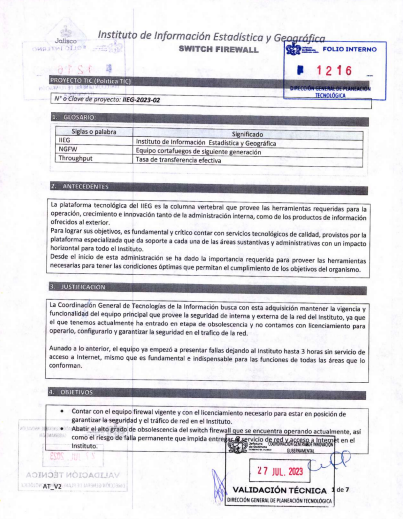 Jalisco
Instituto de Información Estadística y Geográfica
SWITCH FIREWALL
FOLIO INTERNO
1216
DIRECCIÓN GENERAL DE PLANEACIÓN
TECNOLÓGICA
PROYECTO TIC (Política TIC)
N° o Clave de proyecto: IIEG-2023-02
1. GLOSARIO
Siglas o palabra Significado
IIEG Instituto de Información Estadística y Geográfica
NGFW Equipo cortafuegos de siguiente generación
Throughput Tasa de transferencia efectiva
2. ANTECEDENTES
La plataforma tecnológica del IIEG es la columna vertebral que provee las herramientas requeridas para la
operación, crecimiento e innovación tanto de la administración interna, como de los productos de información
ofrecidos al exterior.
Para lograr sus objetivos, es fundamental y crítico contar con servicios tecnológicos de calidad, provistos por la
plataforma especializada que da soporte a cada una de las áreas sustantivas y administrativas con un impacto
horizontal para todo el Instituto.
Desde el inicio de esta administración se ha dado la importancia requerida para proveer las herramientas
necesarias para tener las condiciones óptimas que permitan el cumplimiento de los objetivos del organismo.
3. JUSTIFICACIÓN
La Coordinación General de Tecnologías de la Información busca con esta adquisición mantener la vigencia y
funcionalidad del equipo principal que provee la seguridad de interna y externa de la red del Instituto, ya que
el que tenemos actualmente ha entrado en etapa de obsolescencia y no contamos con licenciamiento para
operarlo, configurarlo y garantizar la seguridad en el trafico de la red.
Aunado a lo anterior, el equipo ya empezó a presentar fallas dejando al Instituto hasta 3 horas sin servicio de
acceso a Internet, mismo que es fundamental e indispensable para las funciones de todas las áreas que lo
conforman.
4. OBJETIVOS
• Contar con el equipo firewall vigente y con el licenciamiento necesario para estar en posición de
garantizar la seguridad y el tráfico de red en el Instituto.
• Abatir el alto grado de obsolescencia del switch firewall que se encuentra operando actualmente, así
como el riesgo de falla permanente que impida entregar el servicio de red y acceso a Internet en el
Instituto.
COORDINACIÓN GENERAL DE INNOVACIÓN
GUBERNAMENTAL
27 JUL. 2023
VALIDACIÓN TÉCNICA
DIRECCIÓN GENERAL DE PLANEACIÓN TECNOLÓGICA
AT_V2
1 de 7